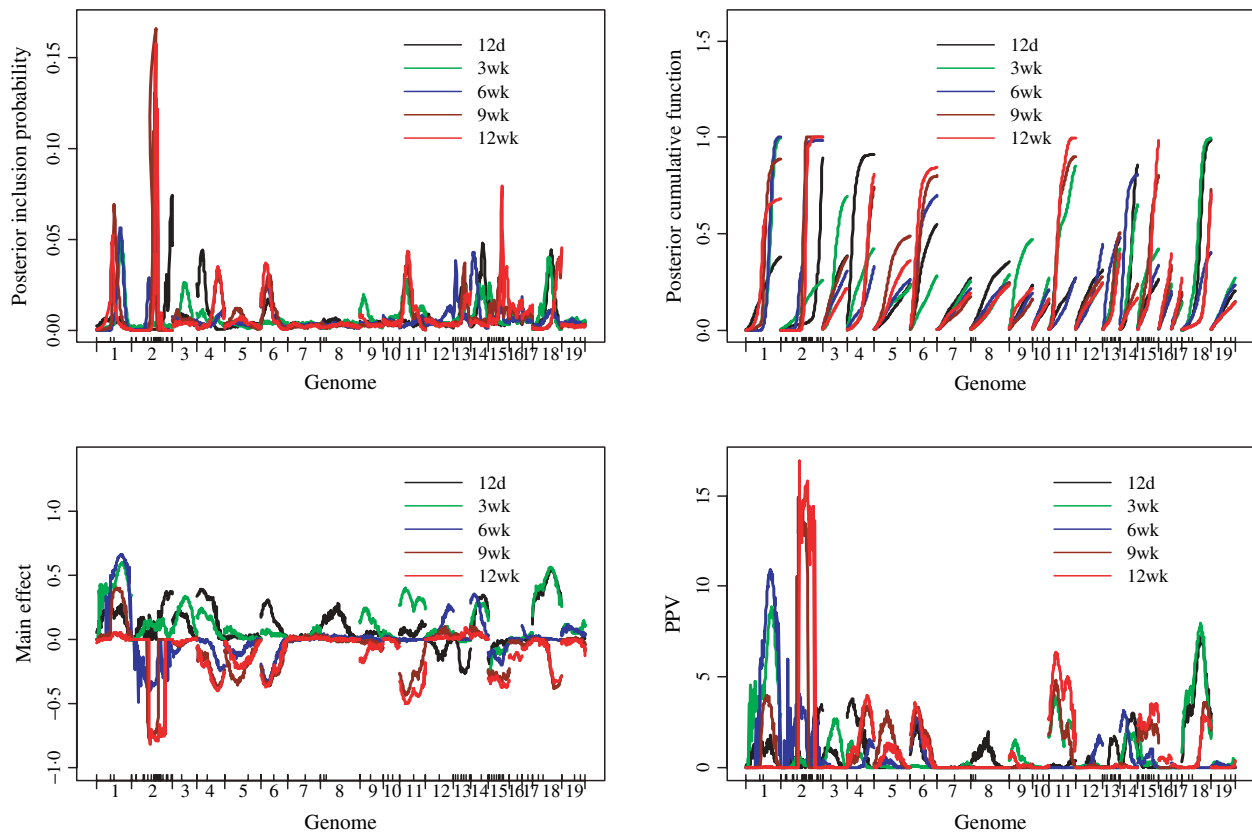 Posterior inclusion probability
0·15
0·10
0·05
0·0
12d
3wk
6wk
9wk
12wk
1 2 3 4 5 6 7 8 9 10 11 12 13 14 15 16 17 18 19
Genome
Posterior cumulative function
1·5
1·0
0·5
0·0
12d
3wk
6wk
9wk
12wk
1 2 3 4 5 6 7 8 9 10 11 12 13 14 15 16 17 18 19
Genome
Main effect
1·0
0·5
0·0
−0·5
−1·0
12d
3wk
6wk
9wk
12wk
1 2 3 4 5 6 7 8 9 10 11 12 13 14 15 16 17 18 19
Genome
PPV
15
10
5
0
12d
3wk
6wk
9wk
12wk
1 2 3 4 5 6 7 8 9 10 11 12 13 14 15 16 17 18 19
Genome